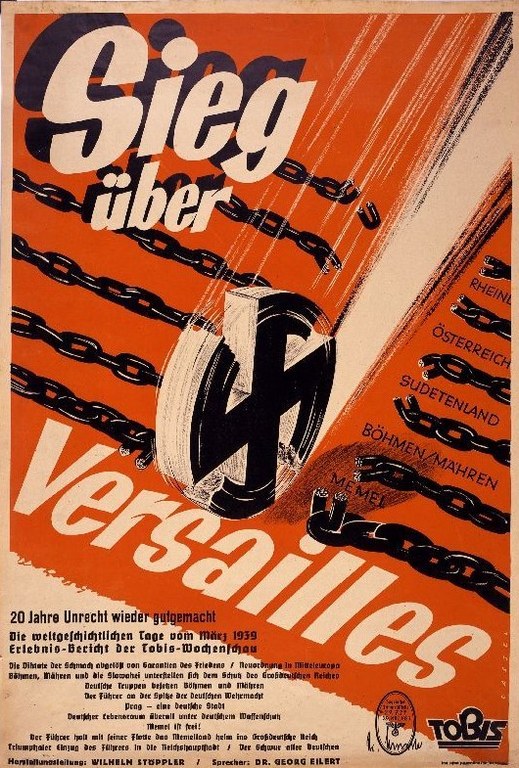 Sieg
über
Versailles
RHEINL
ÖSTERREICH
SUDETENLAND
BÖHMEN/MÄHREN
MEMEL
20 Jahre Unrecht wieder gutgemacht
Die weltgeschichtlichen Tage vom März 1939
Erlebnis-Bericht der Tobis-Wochenschau
Die Diktate der Schmach abgelöst von Garantien des Friedens / Neuordnung in Mitteleuropa
Böhmen, Mähren und die Slowakei unterstellen sich dem Schutz des Großdeutschen Reiches
Deutsche Truppen besetzen Böhmen und Mähren
Der Führer an der Spitze der deutschen Wehrmacht
Prag – eine deutsche Stadt
Deutscher Lebensraum überall unter deutschem Waffenschutz
Memel ist frei!
Der Führer holt mit seiner Flotte das Memelland heim ins Großdeutsche Reich
Triumphaler Einzug des Führers in die Reichshauptstadt / Der Schwur aller Deutschen
Herstellungsleitung: WILHELM STÖPPLER / Sprecher: DR. GEORG EILERT
TOBIS